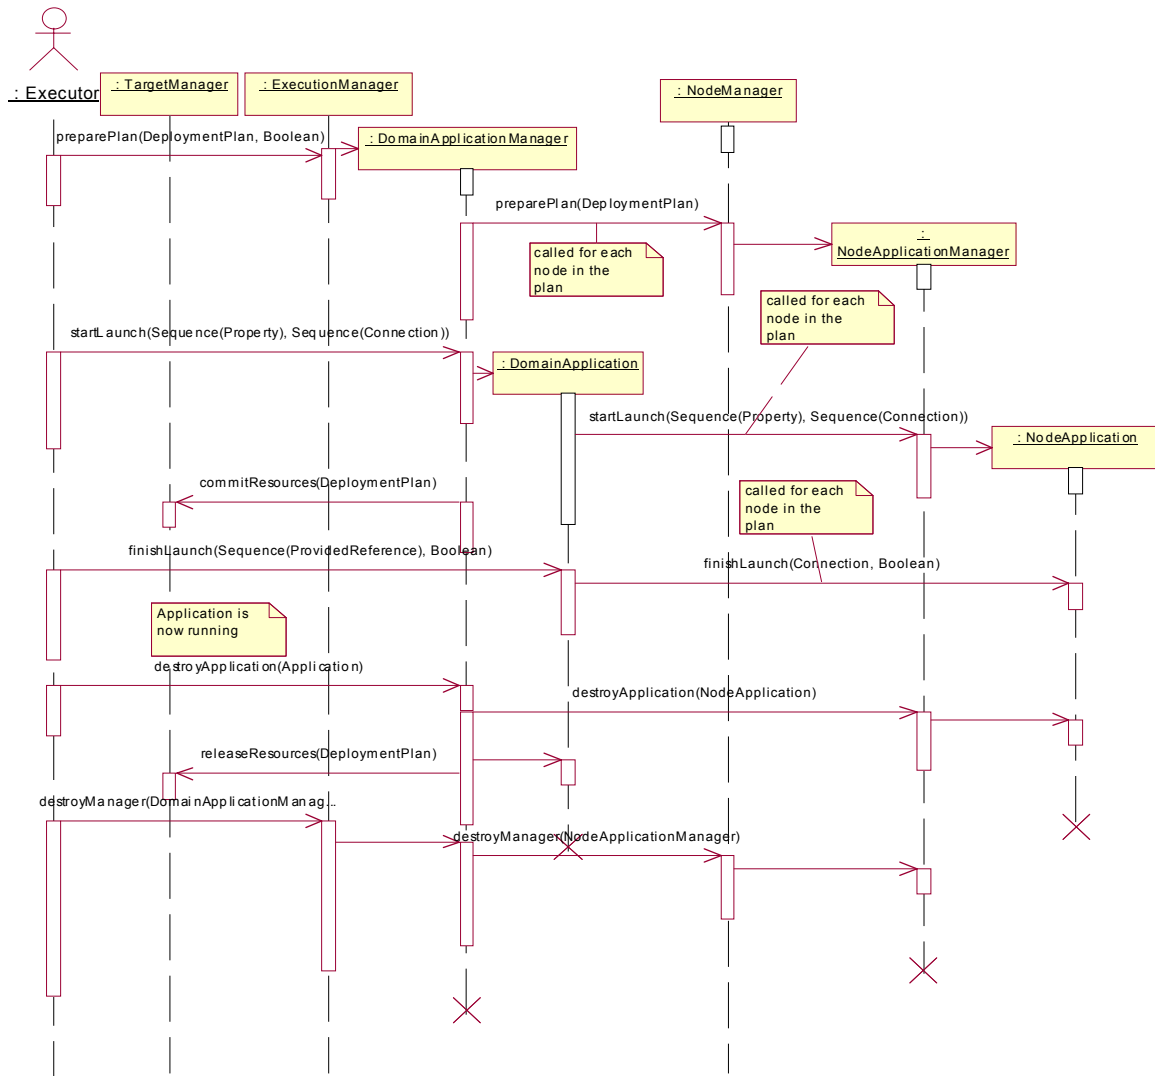 : Executor
: TargetManager
: ExecutionManager
: NodeManager
preparePlan(DeploymentPlan, Boolean)
: DomainApplicationManager
preparePlan(DeploymentPlan)
called for each
node in the
plan
:
NodeApplicationManager
called for each
node in the
plan
startLaunch(Sequence(Property), Sequence(Connection))
: DomainApplication
startLaunch(Sequence(Property), Sequence(Connection))
: NodeApplication
commitResources(DeploymentPlan)
called for each
node in the
plan
finishLaunch(Sequence(ProvidedReference), Boolean)
finishLaunch(Connection, Boolean)
Application is
now running
destroyApplication(Application)
destroyApplication(NodeApplication)
releaseResources(DeploymentPlan)
destroyManager(DomainApplicationManag...
destroyManager(NodeApplicationManager)